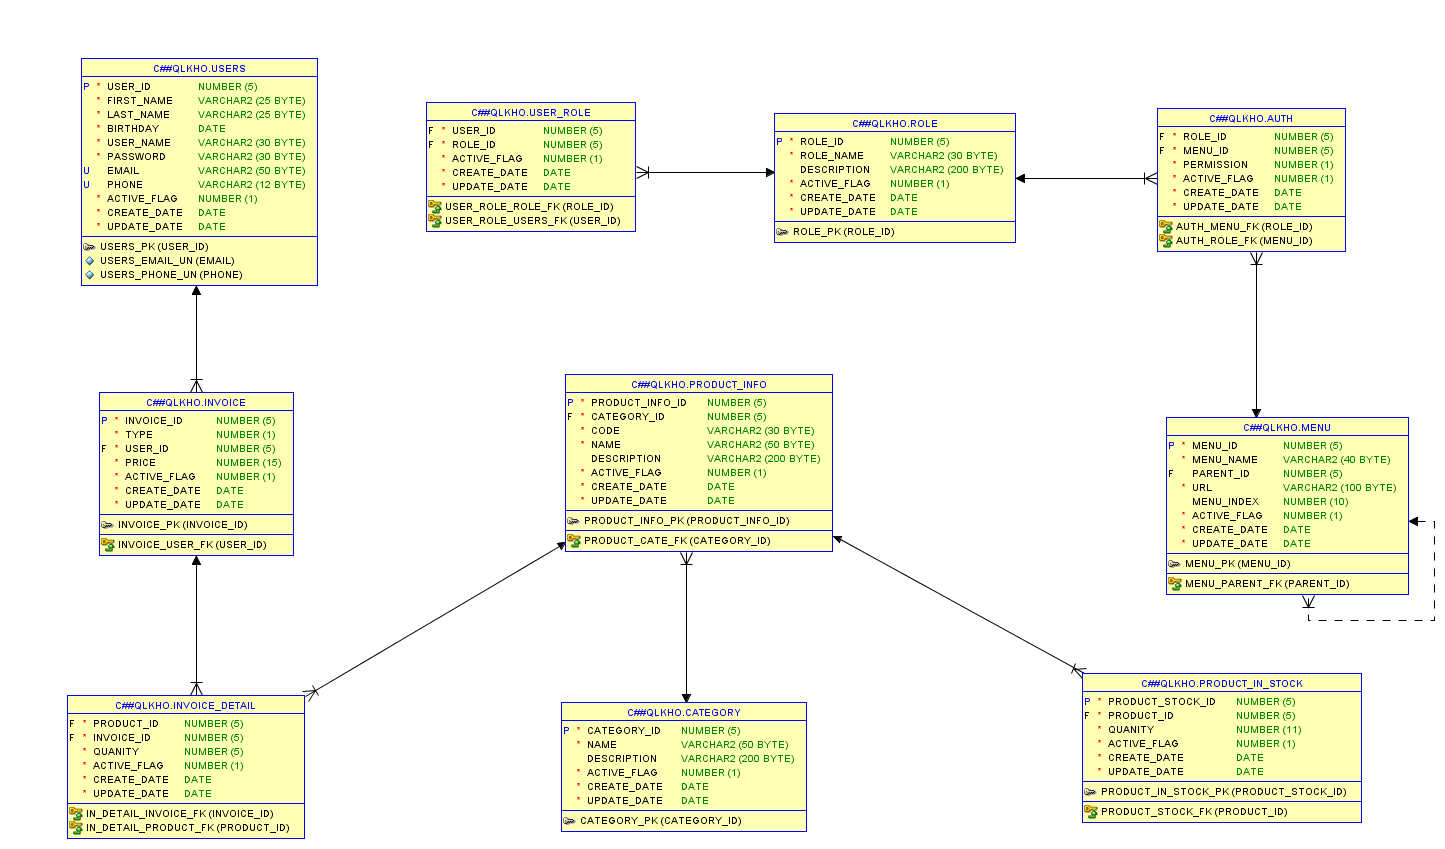 C##QLKHO.USERS
P * USER_ID NUMBER (5)
* FIRST_NAME VARCHAR2 (25 BYTE)
* LAST_NAME VARCHAR2 (25 BYTE)
* BIRTHDAY DATE
* USER_NAME VARCHAR2 (30 BYTE)
* PASSWORD VARCHAR2 (30 BYTE)
U EMAIL VARCHAR2 (50 BYTE)
U PHONE VARCHAR2 (12 BYTE)
* ACTIVE_FLAG NUMBER (1)
* CREATE_DATE DATE
* UPDATE_DATE DATE
USERS_PK (USER_ID)
USERS_EMAIL_UN (EMAIL)
USERS_PHONE_UN (PHONE)
C##QLKHO.USER_ROLE
F * USER_ID NUMBER (5)
F * ROLE_ID NUMBER (5)
* ACTIVE_FLAG NUMBER (1)
* CREATE_DATE DATE
* UPDATE_DATE DATE
USER_ROLE_ROLE_FK (ROLE_ID)
USER_ROLE_USERS_FK (USER_ID)
C##QLKHO.ROLE
P * ROLE_ID NUMBER (5)
* ROLE_NAME VARCHAR2 (30 BYTE)
DESCRIPTION VARCHAR2 (200 BYTE)
* ACTIVE_FLAG NUMBER (1)
* CREATE_DATE DATE
* UPDATE_DATE DATE
ROLE_PK (ROLE_ID)
C##QLKHO.AUTH
F * ROLE_ID NUMBER (5)
F * MENU_ID NUMBER (5)
* PERMISSION NUMBER (1)
* ACTIVE_FLAG NUMBER (1)
* CREATE_DATE DATE
* UPDATE_DATE DATE
AUTH_MENU_FK (ROLE_ID)
AUTH_ROLE_FK (MENU_ID)
C##QLKHO.INVOICE
P * INVOICE_ID NUMBER (5)
* TYPE NUMBER (1)
F * USER_ID NUMBER (5)
* PRICE NUMBER (15)
* ACTIVE_FLAG NUMBER (1)
* CREATE_DATE DATE
* UPDATE_DATE DATE
INVOICE_PK (INVOICE_ID)
INVOICE_USER_FK (USER_ID)
C##QLKHO.PRODUCT_INFO
P * PRODUCT_INFO_ID NUMBER (5)
F * CATEGORY_ID NUMBER (5)
* CODE VARCHAR2 (30 BYTE)
* NAME VARCHAR2 (50 BYTE)
DESCRIPTION VARCHAR2 (200 BYTE)
* ACTIVE_FLAG NUMBER (1)
* CREATE_DATE DATE
* UPDATE_DATE DATE
PRODUCT_INFO_PK (PRODUCT_INFO_ID)
PRODUCT_CATE_FK (CATEGORY_ID)
C##QLKHO.MENU
P * MENU_ID NUMBER (5)
* MENU_NAME VARCHAR2 (40 BYTE)
F PARENT_ID NUMBER (5)
* URL VARCHAR2 (100 BYTE)
MENU_INDEX NUMBER (10)
* ACTIVE_FLAG NUMBER (1)
* CREATE_DATE DATE
* UPDATE_DATE DATE
MENU_PK (MENU_ID)
MENU_PARENT_FK (PARENT_ID)
C##QLKHO.INVOICE_DETAIL
F * PRODUCT_ID NUMBER (5)
F * INVOICE_ID NUMBER (5)
* QUANITY NUMBER (5)
* ACTIVE_FLAG NUMBER (1)
* CREATE_DATE DATE
* UPDATE_DATE DATE
IN_DETAIL_INVOICE_FK (INVOICE_ID)
IN_DETAIL_PRODUCT_FK (PRODUCT_ID)
C##QLKHO.CATEGORY
P * CATEGORY_ID NUMBER (5)
* NAME VARCHAR2 (50 BYTE)
DESCRIPTION VARCHAR2 (200 BYTE)
* ACTIVE_FLAG NUMBER (1)
* CREATE_DATE DATE
* UPDATE_DATE DATE
CATEGORY_PK (CATEGORY_ID)
C##QLKHO.PRODUCT_IN_STOCK
P * PRODUCT_STOCK_ID NUMBER (5)
F * PRODUCT_ID NUMBER (5)
* QUANITY NUMBER (11)
* ACTIVE_FLAG NUMBER (1)
* CREATE_DATE DATE
* UPDATE_DATE DATE
PRODUCT_IN_STOCK_PK (PRODUCT_STOCK_ID)
PRODUCT_STOCK_FK (PRODUCT_ID)